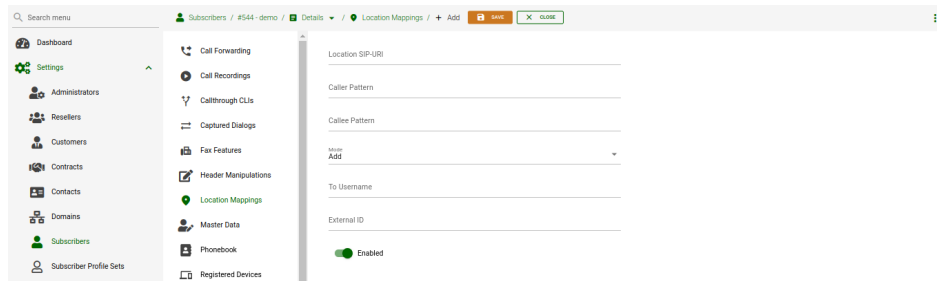 Search menu
Subscribers / #544 - demo / Details / Location Mappings / + Add SAVE CLOSE
Dashboard
Settings
Administrators
Resellers
Customers
Contracts
Contacts
Domains
Subscribers
Subscriber Profile Sets
Call Forwarding
Call Recordings
Callthrough CLIs
Captured Dialogs
Fax Features
Header Manipulations
Location Mappings
Master Data
Phonebook
Registered Devices
Location SIP-URI
Caller Pattern
Callee Pattern
Mode
Add
To Username
External ID
Enabled